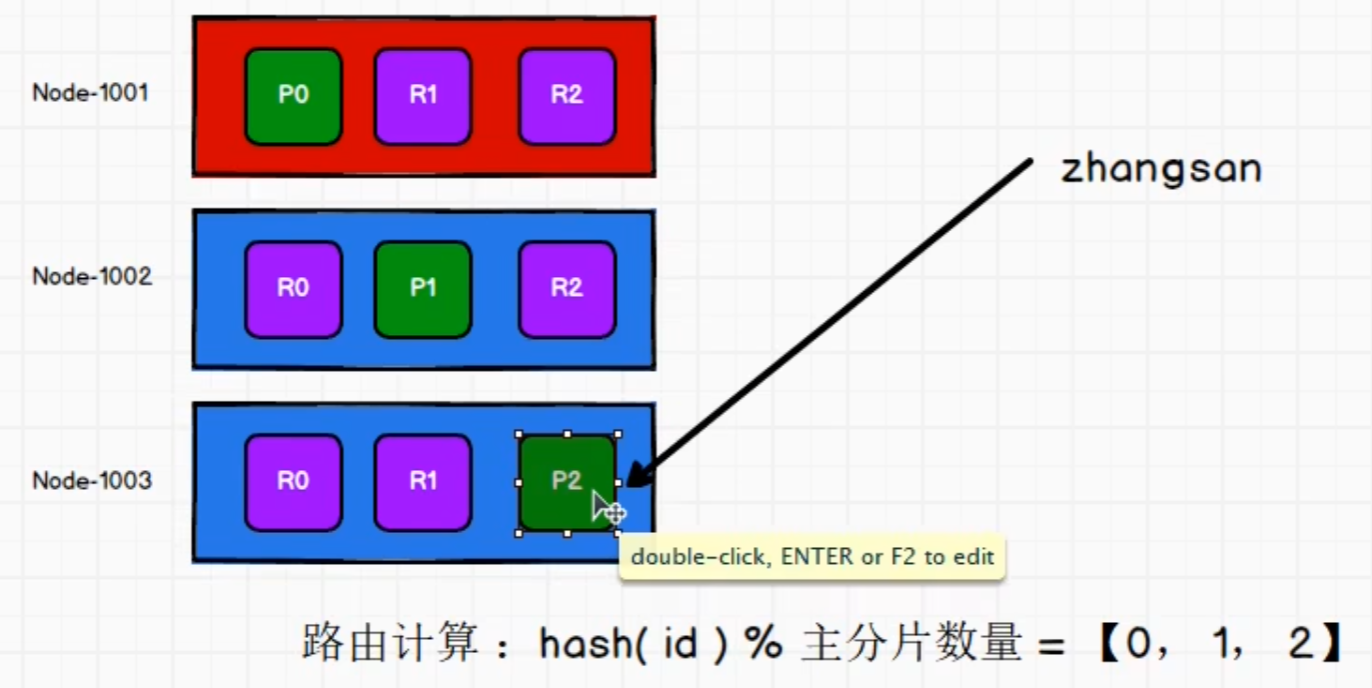 Node-1001
P0 R1 R2
zhangsan
Node-1002
R0 P1 R2
Node-1003
R0 R1 P2
double-click, ENTER or F2 to edit
路由计算 : hash( id ) % 主分片数量 = 【0, 1, 2】